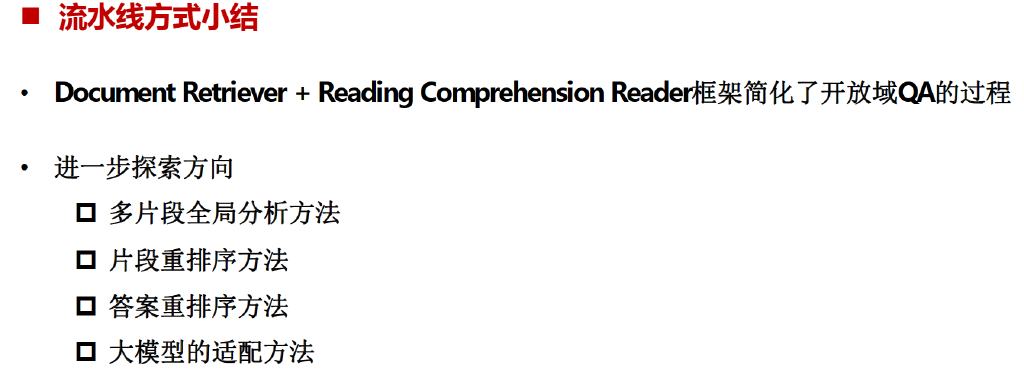 流水线方式小结
• Document Retriever + Reading Comprehension Reader框架简化了开放域QA的过程
• 进一步探索方向
多片段全局分析方法
片段重排序方法
答案重排序方法
大模型的适配方法